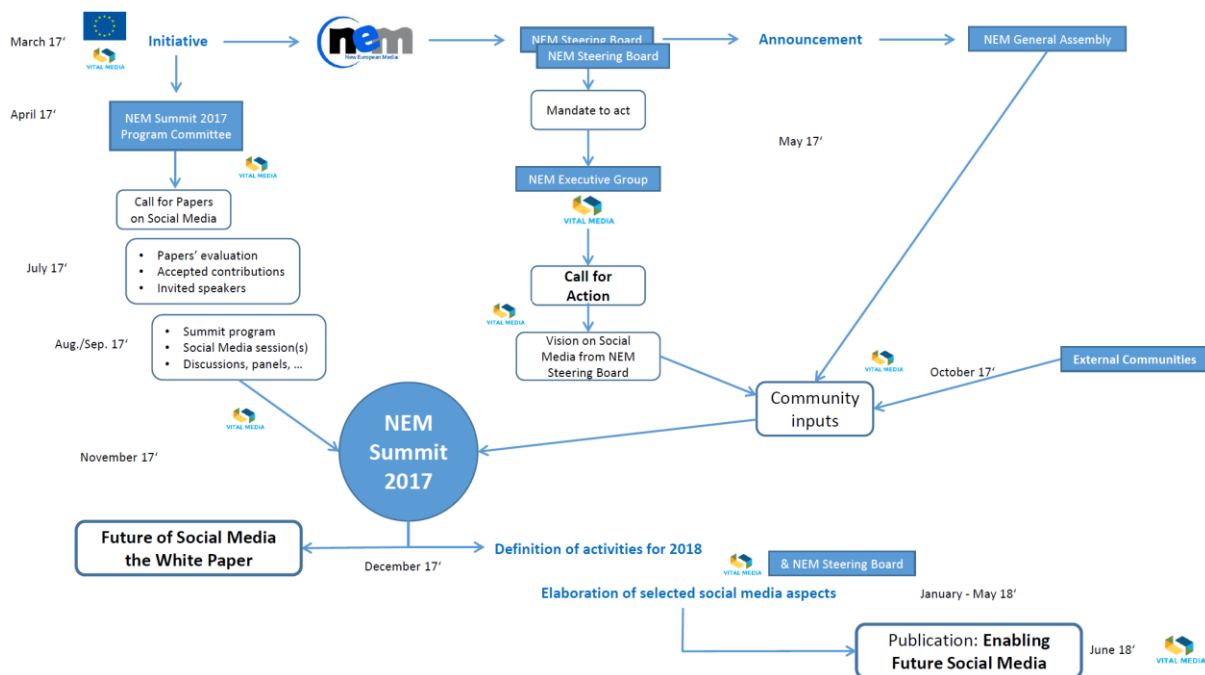 March 17‘
VITAL MEDIA
Initiative
nem
New European Media
NEM Steering Board
NEM Steering Board
Announcement
NEM General Assembly
April 17‘
NEM Summit 2017
Program Committee
VITAL MEDIA
Mandate to act
May 17‘
NEM Executive Group
VITAL MEDIA
Call for Papers
on Social Media
July 17‘
• Papers’ evaluation
• Accepted contributions
• Invited speakers
Call for
Action
VITAL MEDIA
Aug./Sep. 17‘
• Summit program
• Social Media session(s)
• Discussions, panels, ...
Vision on Social
Media from NEM
Steering Board
VITAL MEDIA
October 17‘
External Communities
Community
inputs
VITAL MEDIA
NEM
Summit
2017
November 17‘
Future of Social Media
the White Paper
December 17‘
Definition of activities for 2018
VITAL MEDIA
& NEM Steering Board
Elaboration of selected social media aspects
January - May 18‘
Publication: Enabling
Future Social Media
June 18‘
VITAL MEDIA